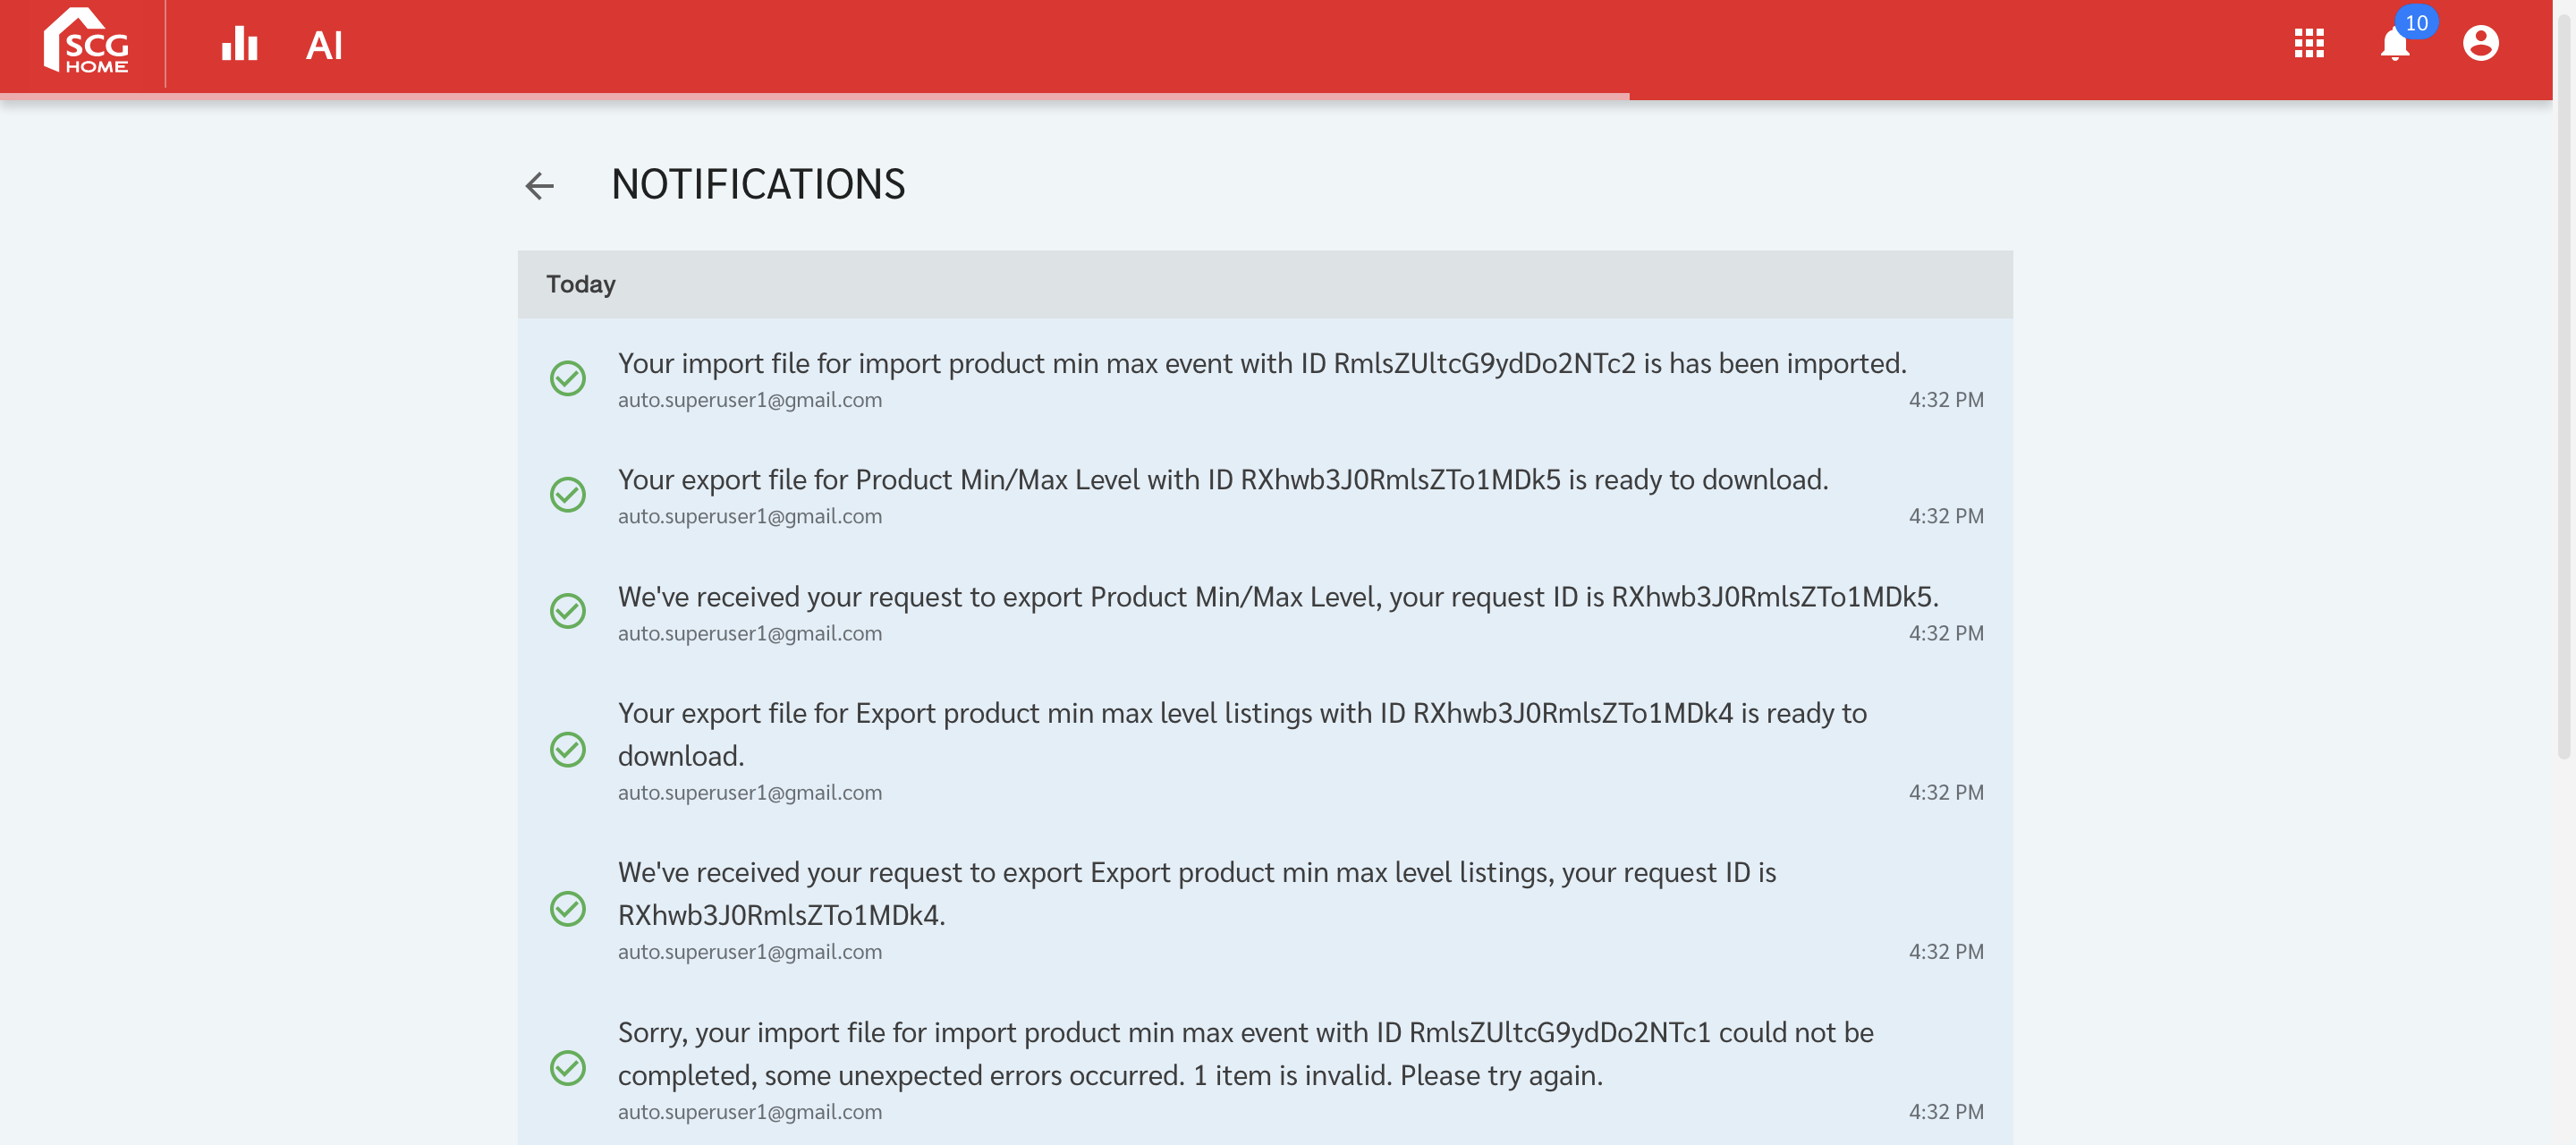 SCG
HOME
AI
10
NOTIFICATIONS
Today
Your import file for import product min max event with ID RmlsZUltcG9ydDo2NTc2 is has been imported.
auto.superuser1@gmail.com 4:32 PM
Your export file for Product Min/Max Level with ID RXhwb3J0RmlsZTo1MDk5 is ready to download.
auto.superuser1@gmail.com 4:32 PM
We've received your request to export Product Min/Max Level, your request ID is RXhwb3J0RmlsZTo1MDk5.
auto.superuser1@gmail.com 4:32 PM
Your export file for Export product min max level listings with ID RXhwb3J0RmlsZTo1MDk4 is ready to
download.
auto.superuser1@gmail.com 4:32 PM
We've received your request to export Export product min max level listings, your request ID is
RXhwb3J0RmlsZTo1MDk4.
auto.superuser1@gmail.com 4:32 PM
Sorry, your import file for import product min max event with ID RmlsZUltcG9ydDo2NTc1 could not be
completed, some unexpected errors occurred. 1 item is invalid. Please try again.
auto.superuser1@gmail.com 4:32 PM